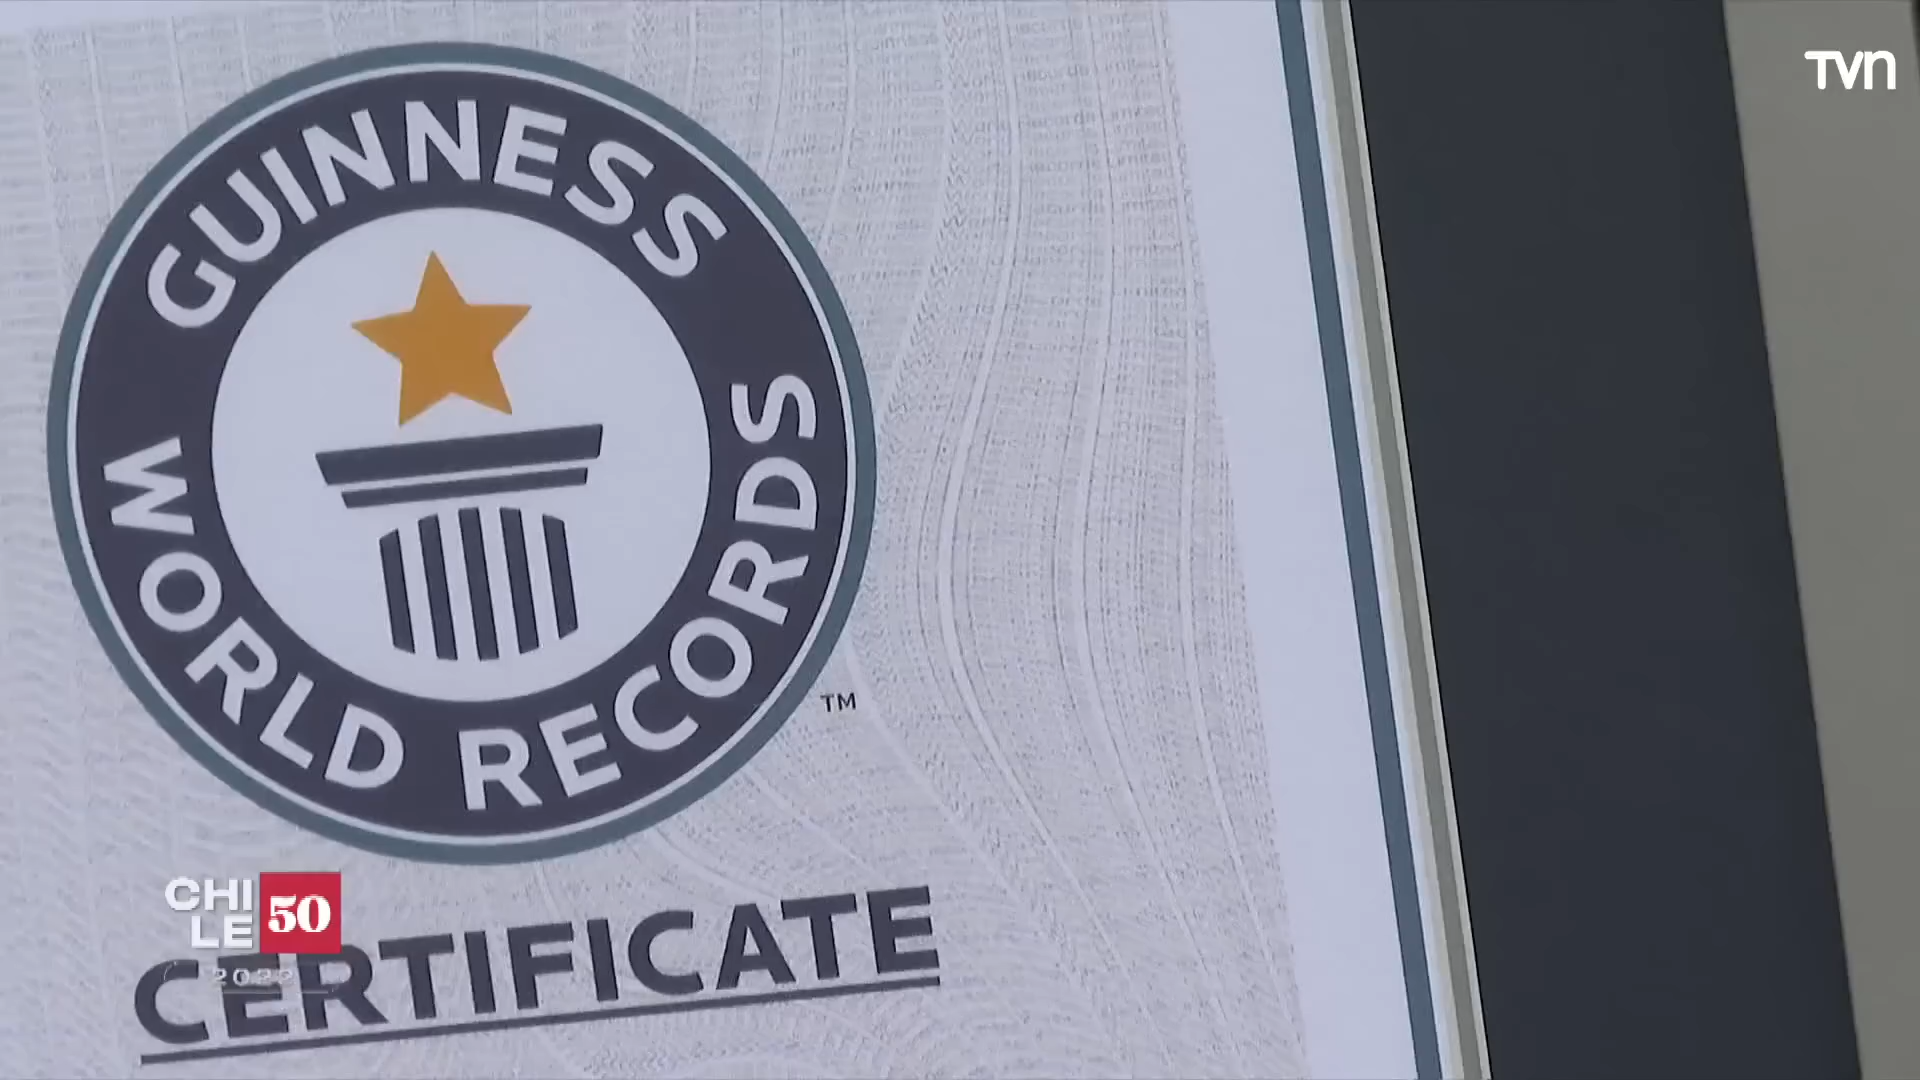 TVN
GUINNESS
WORLD RECORDS
TM
CHI
LE
50
CERTIFICATE